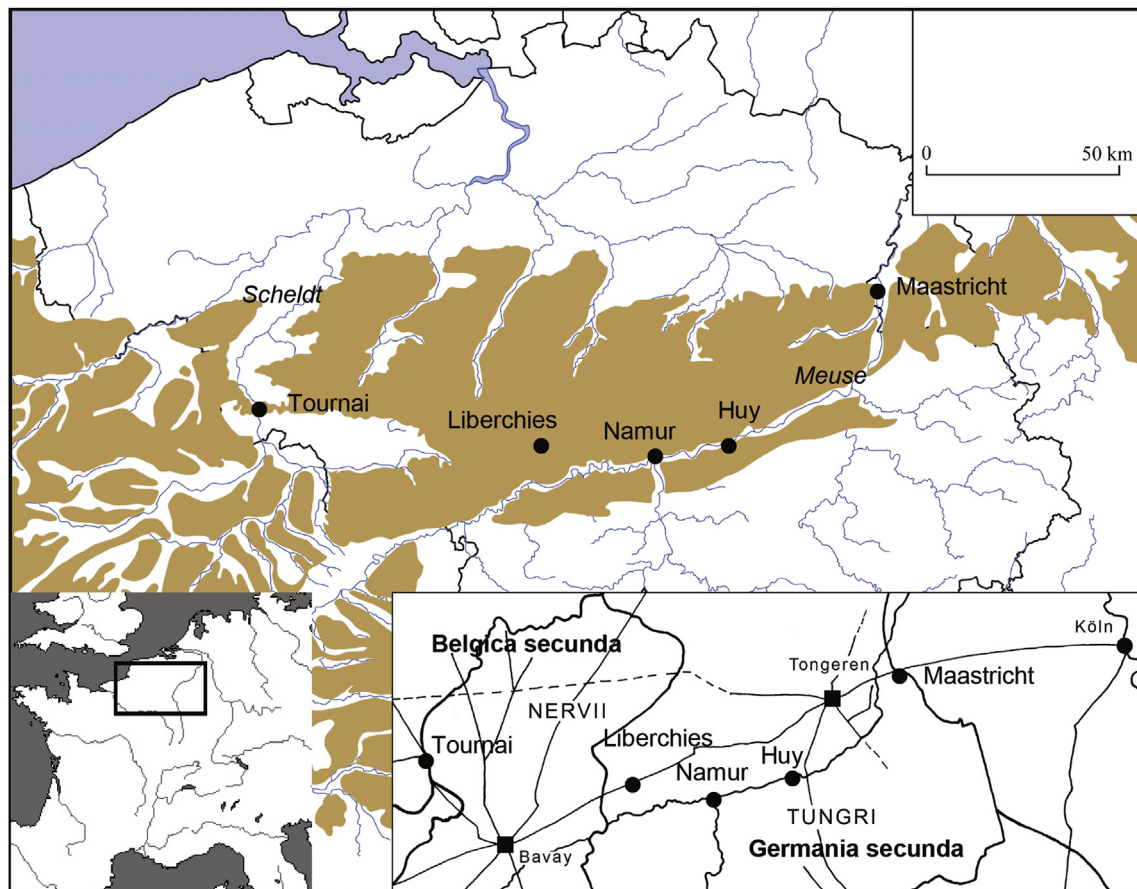 0 50 km
Maastricht
Scheldt
Meuse
Tournai
Liberchies
Huy
Namur
Belgica secunda
Köln
Tongeren
Maastricht
NERVII
Tournai
Liberchies
Huy
Namur
TUNGRI
Bavay
Germania secunda